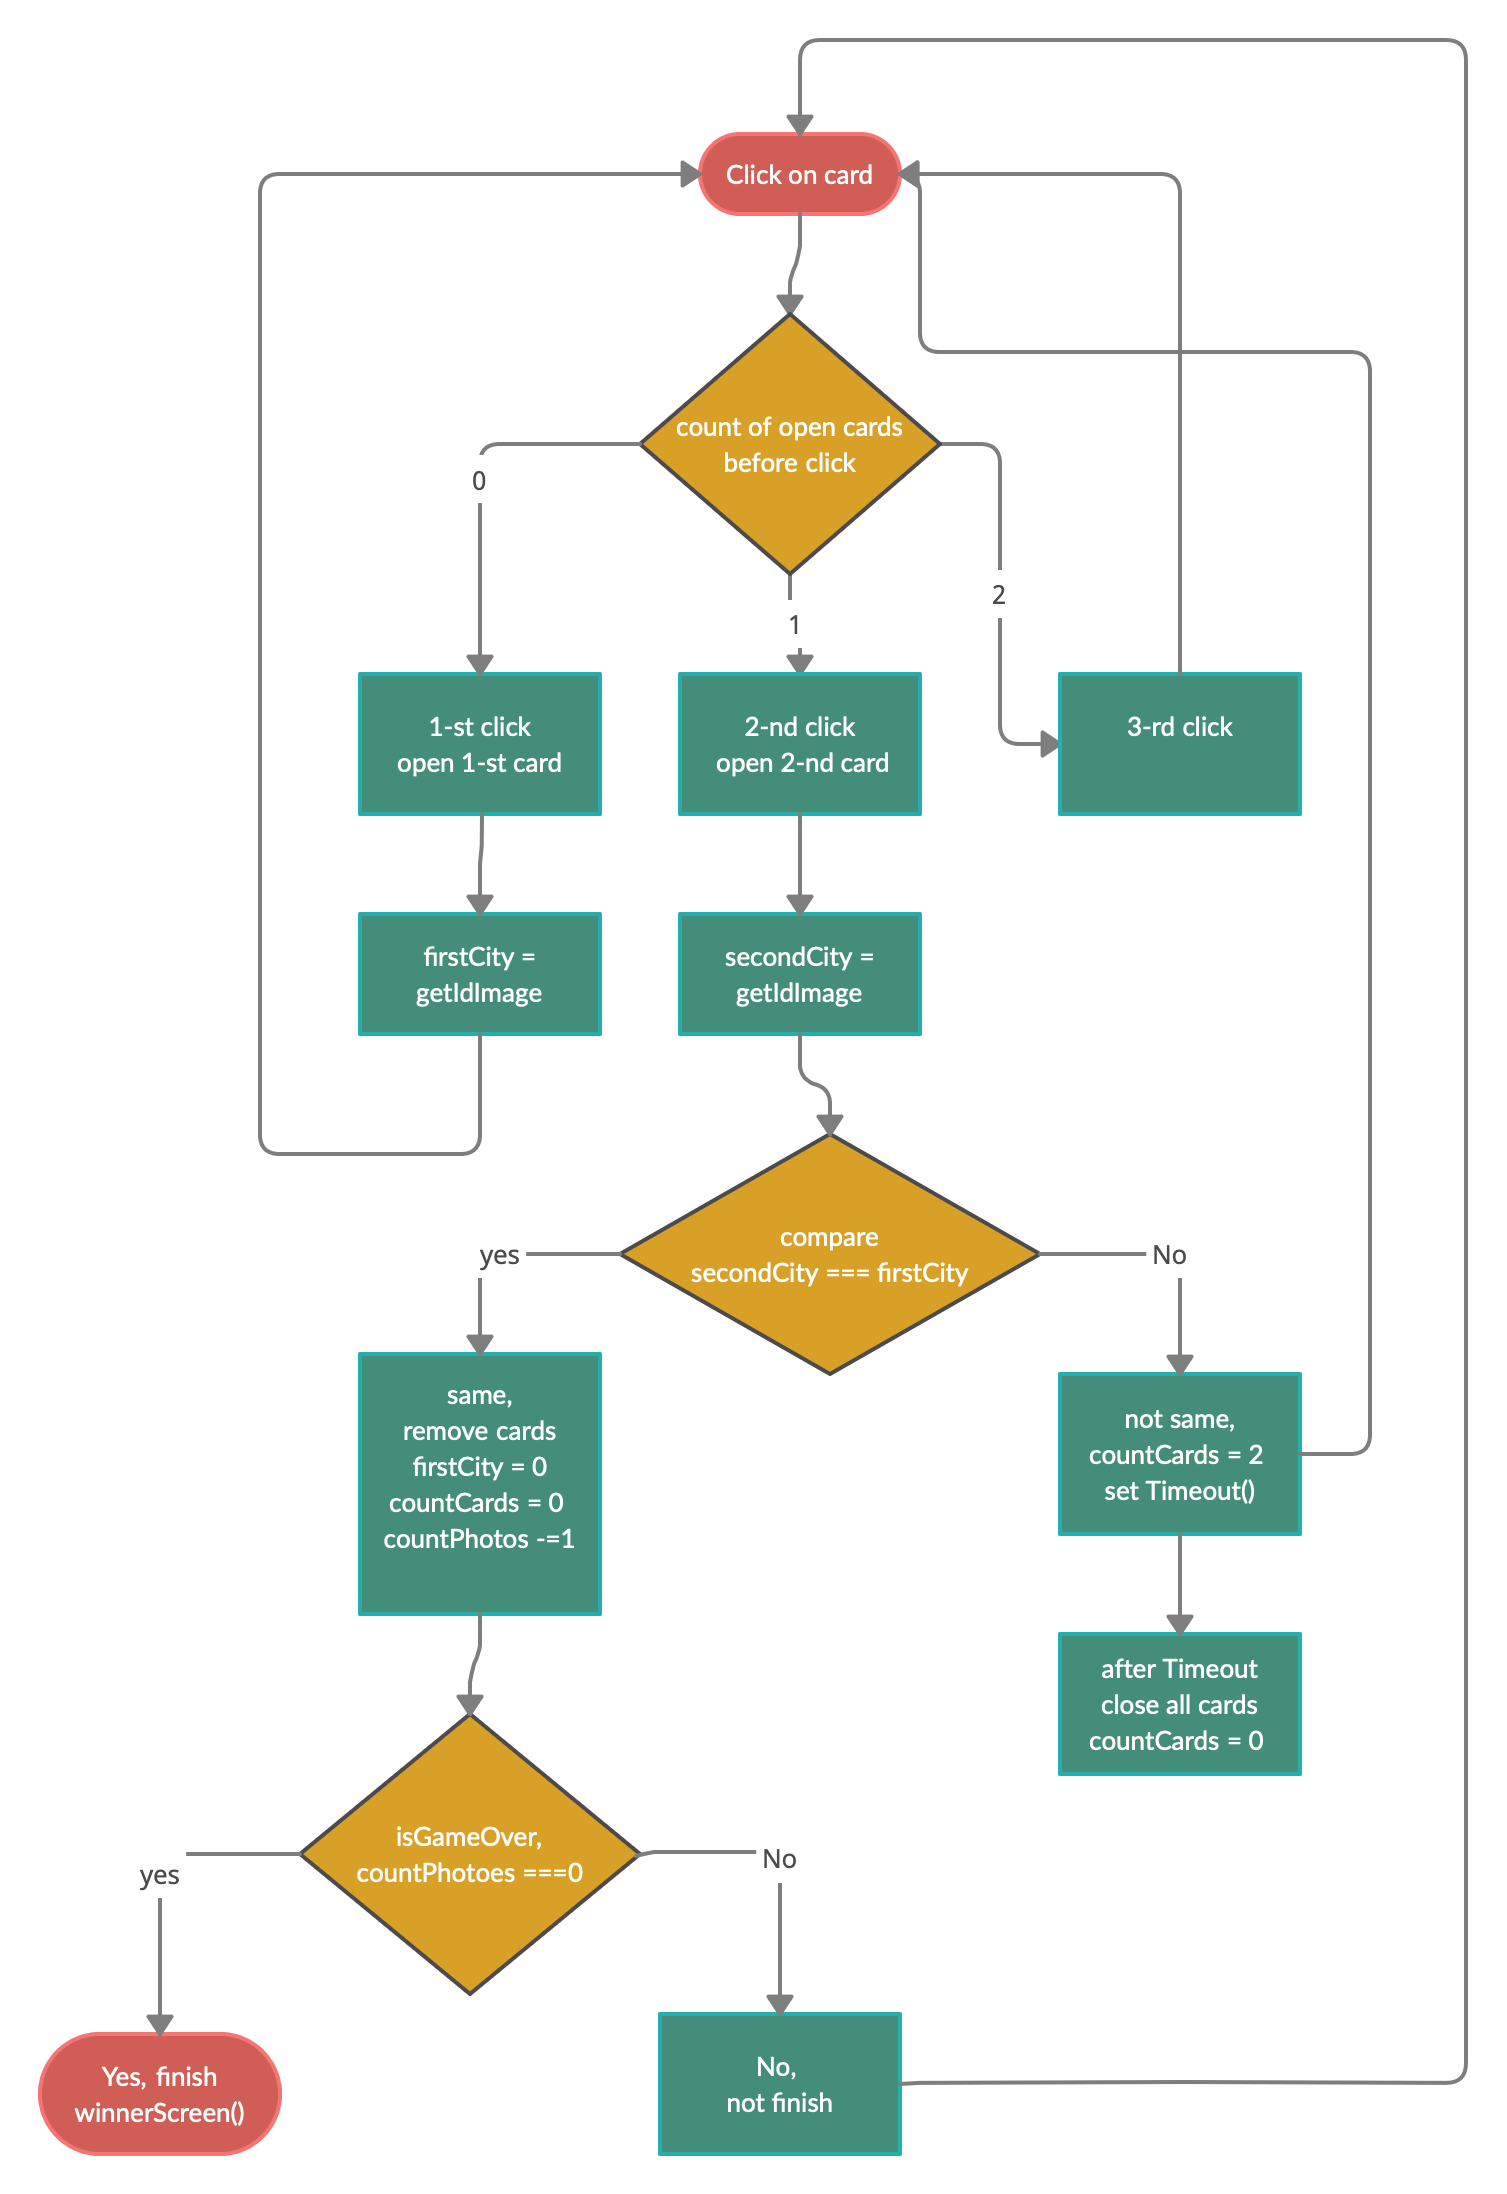 Click on card
count of open cards
before click
0
1
2
1-st click
open 1-st card
2-nd click
open 2-nd card
3-rd click
firstCity =
getIdImage
secondCity =
getIdImage
compare
secondCity === firstCity
yes
No
same,
remove cards
firstCity = 0
countCards = 0
countPhotos -=1
not same,
countCards = 2
set Timeout()
after Timeout
close all cards
countCards = 0
isGameOver,
countPhotoes ===0
yes
No
Yes, finish
winnerScreen()
No,
not finish